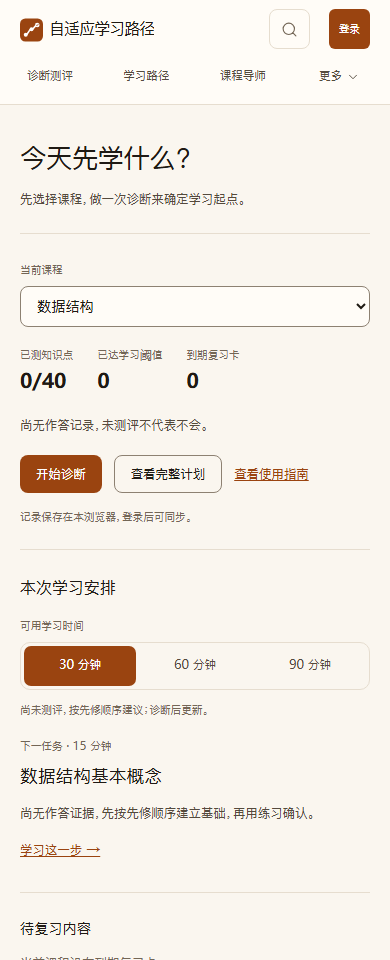 自适应学习路径
登录
诊断测评
学习路径
课程导师
更多
今天先学什么?
先选择课程,做一次诊断来确定学习起点。
当前课程
数据结构
已测知识点
已达学习阈值
到期复习卡
0/40
0
0
尚无作答记录,未测评不代表不会。
开始诊断
查看完整计划
查看使用指南
记录保存在本浏览器,登录后可同步。
本次学习安排
可用学习时间
30 分钟
60 分钟
90 分钟
尚未测评,按先修顺序建议;诊断后更新。
下一任务 · 15 分钟
数据结构基本概念
尚无作答证据,先按先修顺序建立基础,再用练习确认。
学习这一步 →
待复习内容